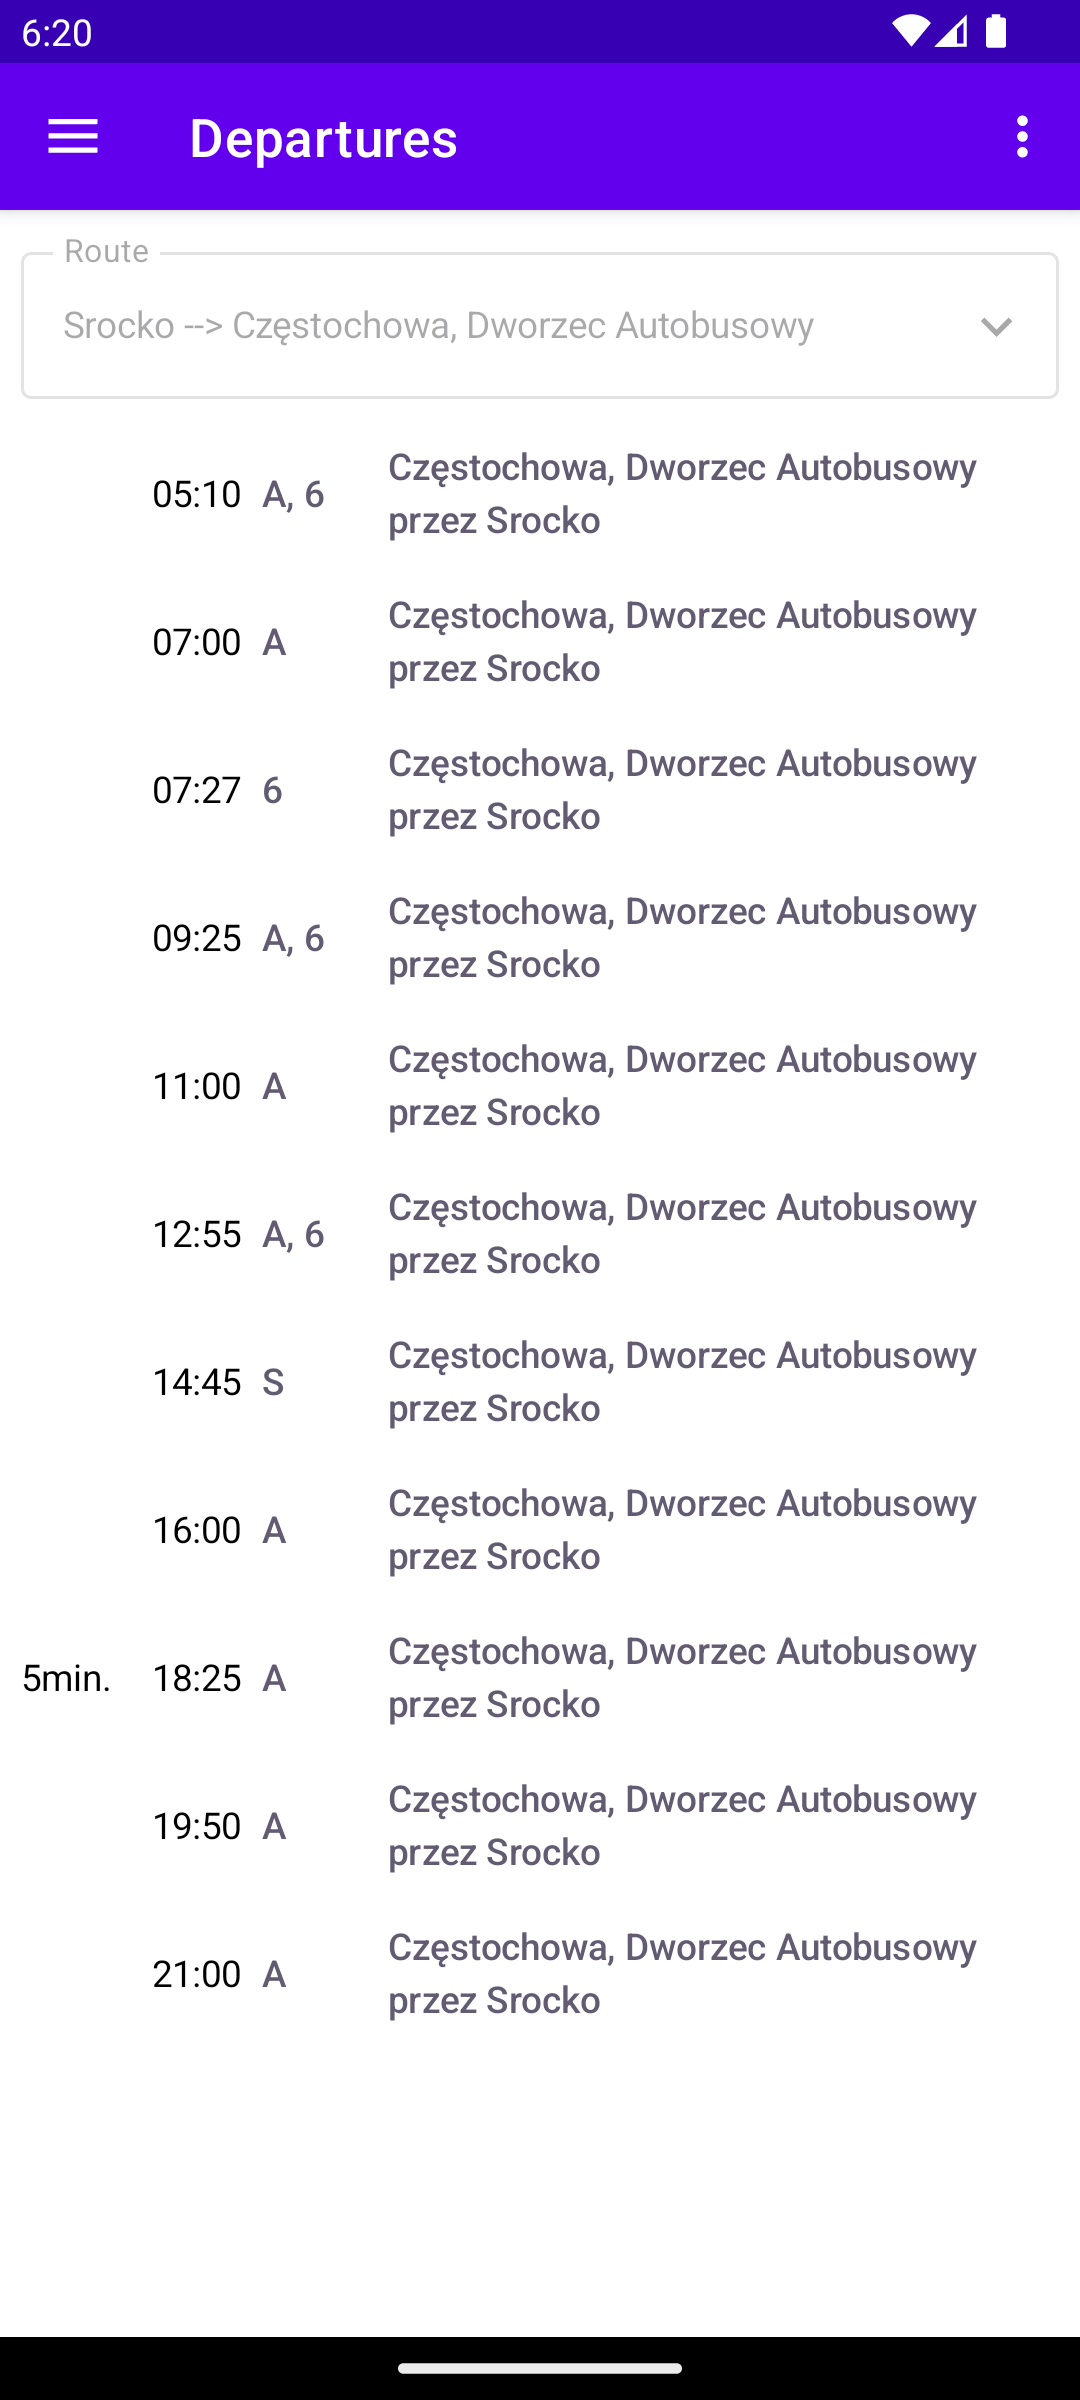 6:20
Departures
Route
Srocko --> Częstochowa, Dworzec Autobusowy
05:10 A, 6 Częstochowa, Dworzec Autobusowy
przez Srocko
07:00 A Częstochowa, Dworzec Autobusowy
przez Srocko
07:27 6 Częstochowa, Dworzec Autobusowy
przez Srocko
09:25 A, 6 Częstochowa, Dworzec Autobusowy
przez Srocko
11:00 A Częstochowa, Dworzec Autobusowy
przez Srocko
12:55 A, 6 Częstochowa, Dworzec Autobusowy
przez Srocko
14:45 S Częstochowa, Dworzec Autobusowy
przez Srocko
16:00 A Częstochowa, Dworzec Autobusowy
przez Srocko
5min. 18:25 A Częstochowa, Dworzec Autobusowy
przez Srocko
19:50 A Częstochowa, Dworzec Autobusowy
przez Srocko
21:00 A Częstochowa, Dworzec Autobusowy
przez Srocko